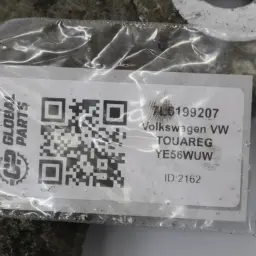 GLOBAL
PARTS
7L6199207
Volkswagen VW
TOUAREG
YE56WUW
ID:2162